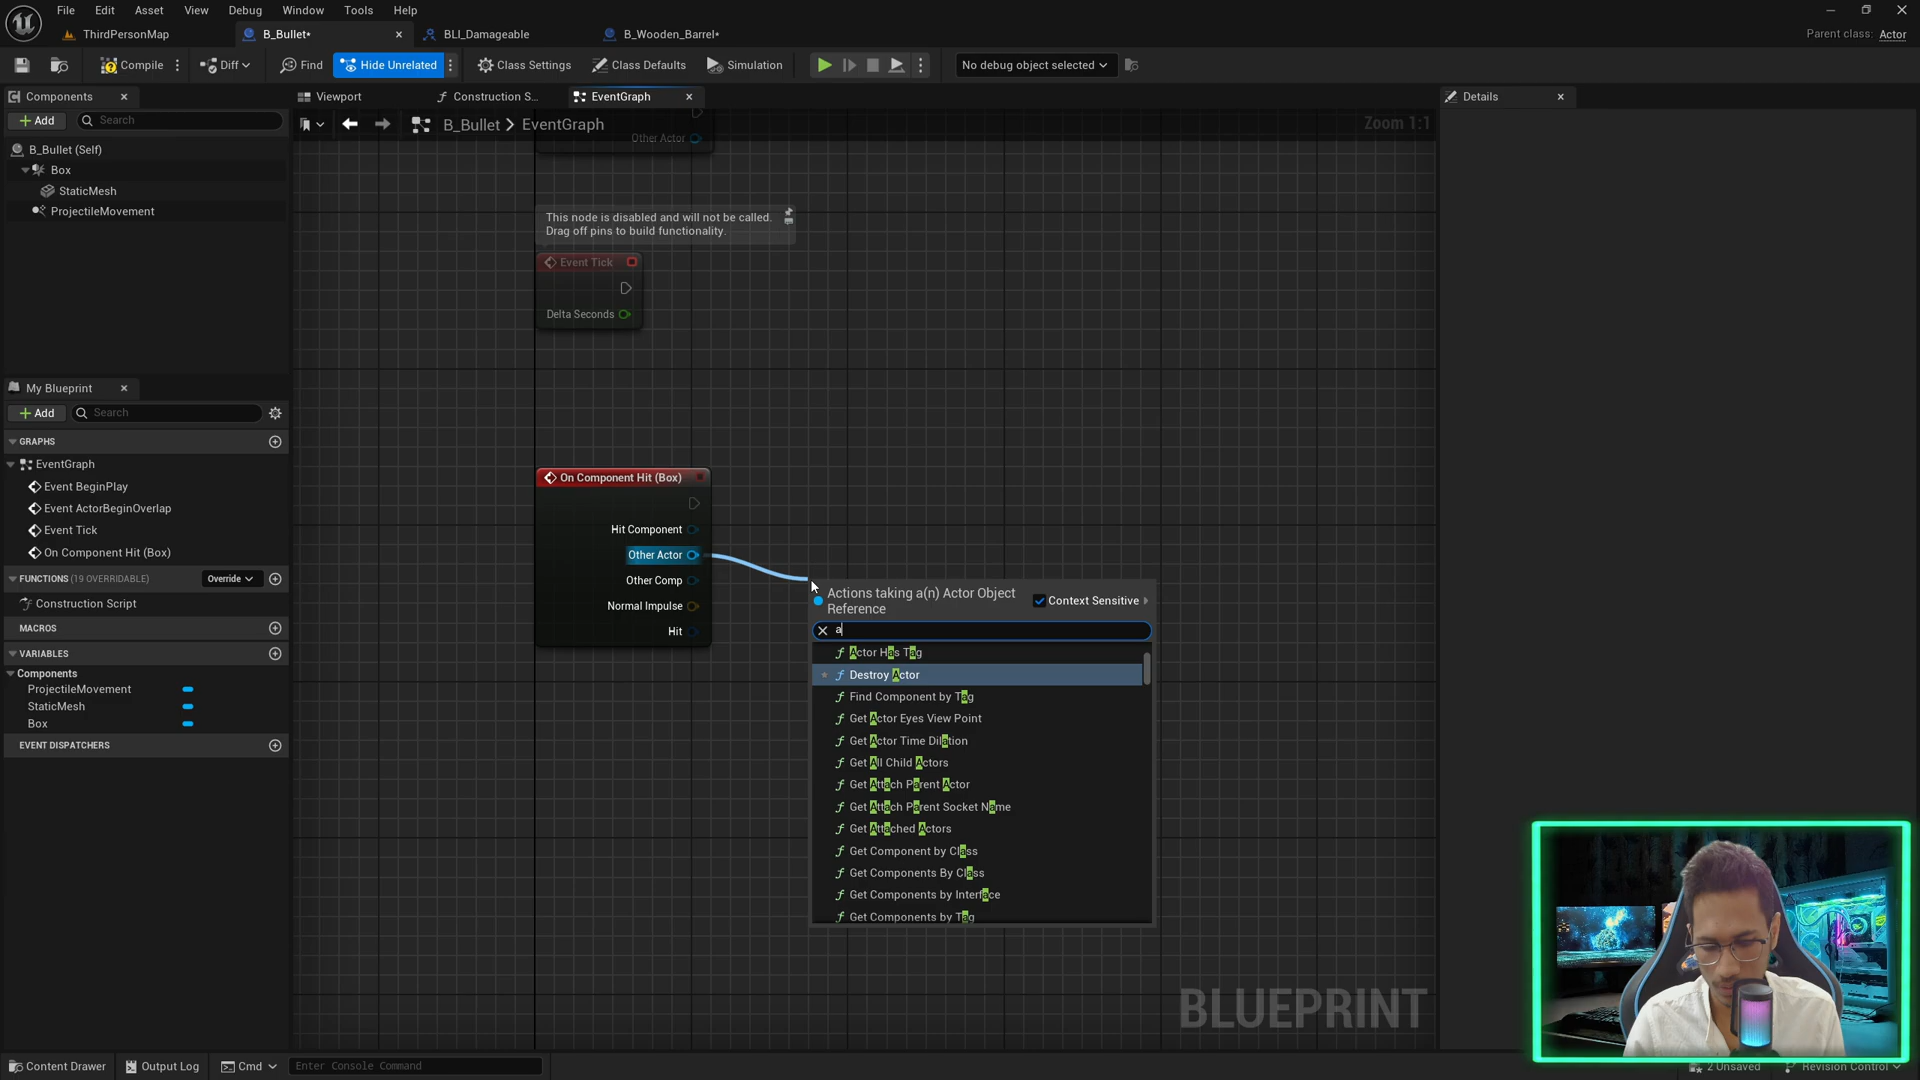 File Edit Asset View Debug Window Tools Help
ThirdPersonMap B_Bullet* BLI_Damageable B_Wooden_Barrel*
Parent class: Actor
Compile Diff Find Hide Unrelated Class Settings Class Defaults Simulation No debug object selected
Components
Add Search
B_Bullet (Self)
Box
StaticMesh
ProjectileMovement
My Blueprint
Add Search
GRAPHS
EventGraph
Event BeginPlay
Event ActorBeginOverlap
Event Tick
On Component Hit (Box)
FUNCTIONS (19 OVERRIDABLE) Override
Construction Script
MACROS
VARIABLES
Components
ProjectileMovement
StaticMesh
Box
EVENT DISPATCHERS
Viewport Construction S... EventGraph
B_Bullet > EventGraph
Zoom 1:1
Other Actor
This node is disabled and will not be called.
Drag off pins to build functionality.
Event Tick
Delta Seconds
On Component Hit (Box)
Hit Component
Other Actor
Other Comp
Normal Impulse
Hit
Actions taking a(n) Actor Object
Reference
Context Sensitive
a
Actor Has Tag
Destroy Actor
Find Component by Tag
Get Actor Eyes View Point
Get Actor Time Dilation
Get All Child Actors
Get Attach Parent Actor
Get Attach Parent Socket Name
Get Attached Actors
Get Component by Class
Get Components By Class
Get Components by Interface
Get Components by Tag
BLUEPRINT
Details
Content Drawer Output Log Cmd Enter Console Command
2 Unsaved Revision Control